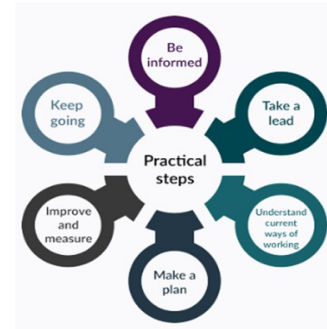 Be
informed
Take a
lead
Understand
current
ways of
working
Make a
plan
Improve
and
measure
Keep
going
Practical
steps